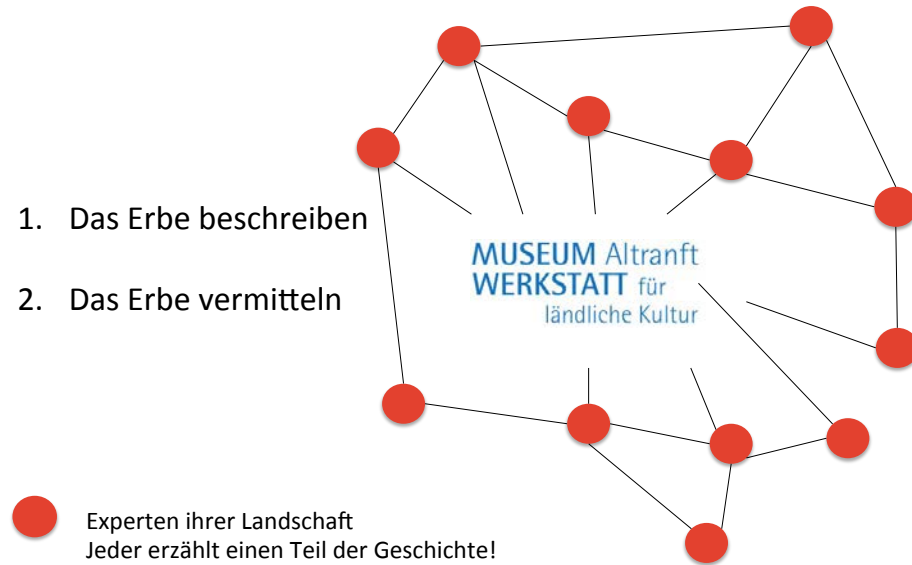 1. Das Erbe beschreiben
2. Das Erbe vermitteln
MUSEUM Altranft
WERKSTATT für
ländliche Kultur
Experten ihrer Landschaft
Jeder erzählt einen Teil der Geschichte!